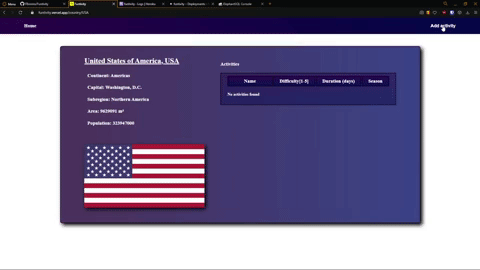 Home
Add activity
United States of America, USA
Continent: Americas
Capital: Washington, D.C.
Subregion: Northern America
Area: 9629091 m²
Population: 323947000
Activities
Name Difficulty[1-5] Duration (days) Season
No activities found